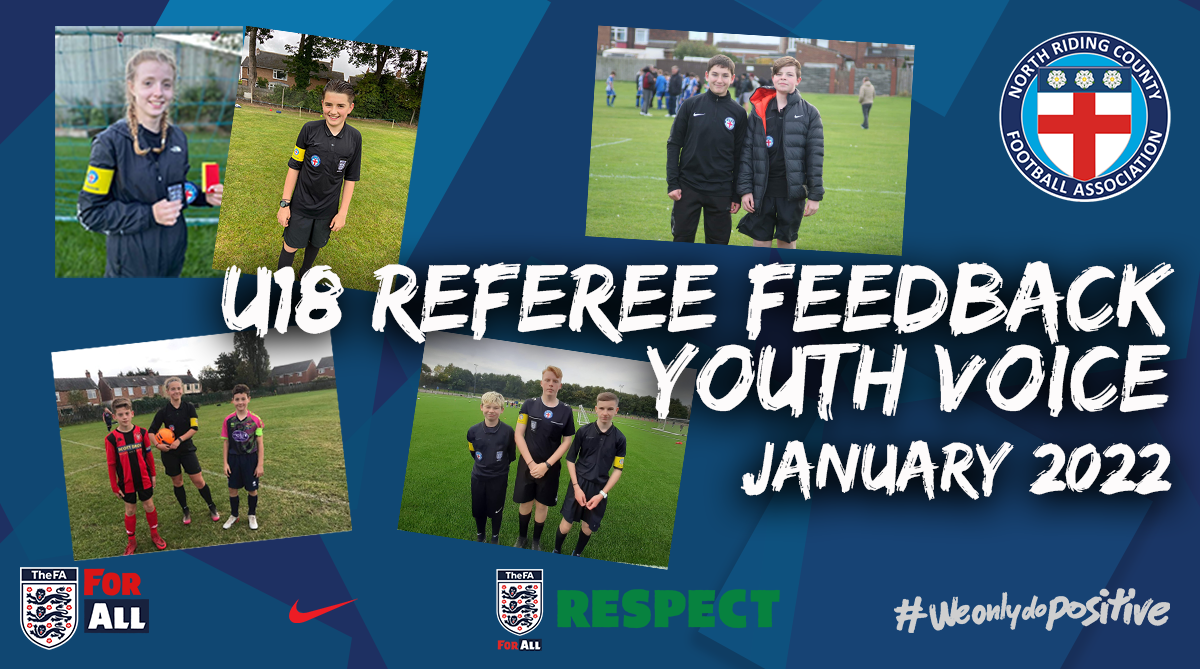 NORTH RIDING COUNTY
FOOTBALL ASSOCIATION
U18 REFEREE FEEDBACK
YOUTH VOICE
JANUARY 2022
TheFA
FOR
ALL
TheFA
FOR ALL
RESPECT
#WeonlydoPOSiTiVE